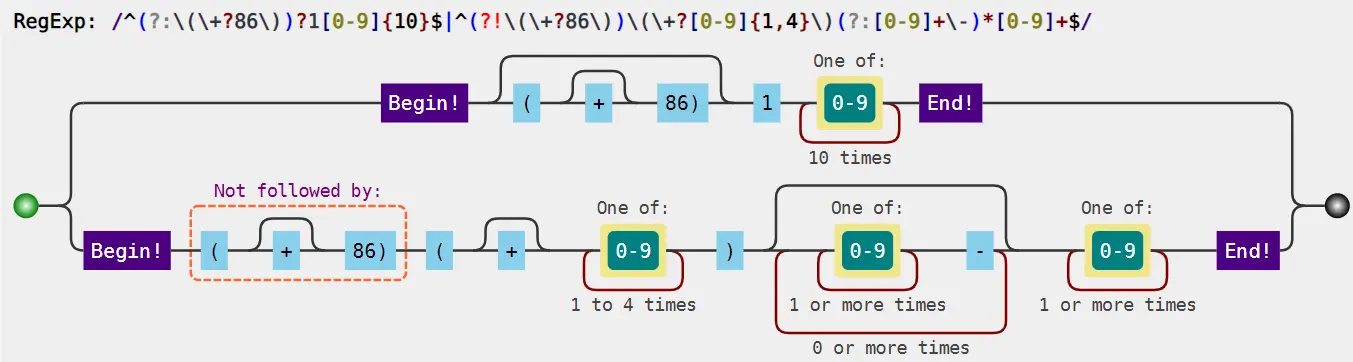 RegExp: /^(?:\(\+?86\))?1[0-9]{10}$|^(?!\(\+?86\))\(\+?[0-9]{1,4}\)(?:[0-9]+\-)*[0-9]+$/
One of:
Begin! ( + 86) 1 0-9 End!
10 times
Not followed by:
One of: One of: One of:
Begin! ( + 86) ( + 0-9 ) 0-9 - 0-9 End!
1 to 4 times 1 or more times 1 or more times
0 or more times